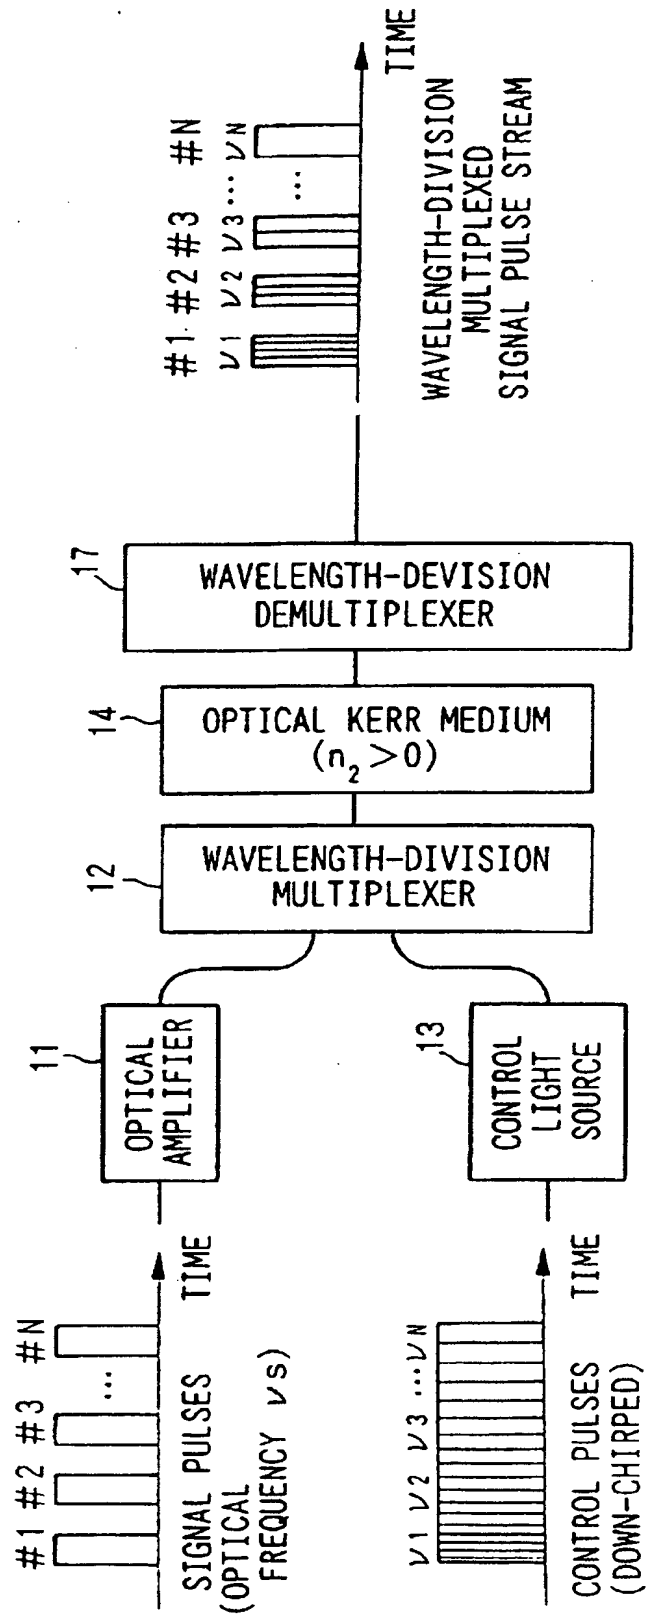 #1 #2 #3 #N
...
TIME
SIGNAL PULSES
(OPTICAL
FREQUENCY νs)
ν1 ν2 ν3 ...νN
TIME
CONTROL PULSES
(DOWN-CHIRPED)
11
OPTICAL
AMPLIFIER
13
CONTROL
LIGHT
SOURCE
12
WAVELENGTH-DIVISION
MULTIPLEXER
14
OPTICAL KERR MEDIUM
(n2 >0)
17
WAVELENGTH-DEVISION
DEMULTIPLEXER
#1 #2 #3 #N
ν1 ν2 ν3 ... νN
...
TIME
WAVELENGTH-DIVISION
MULTIPLEXED
SIGNAL PULSE STREAM